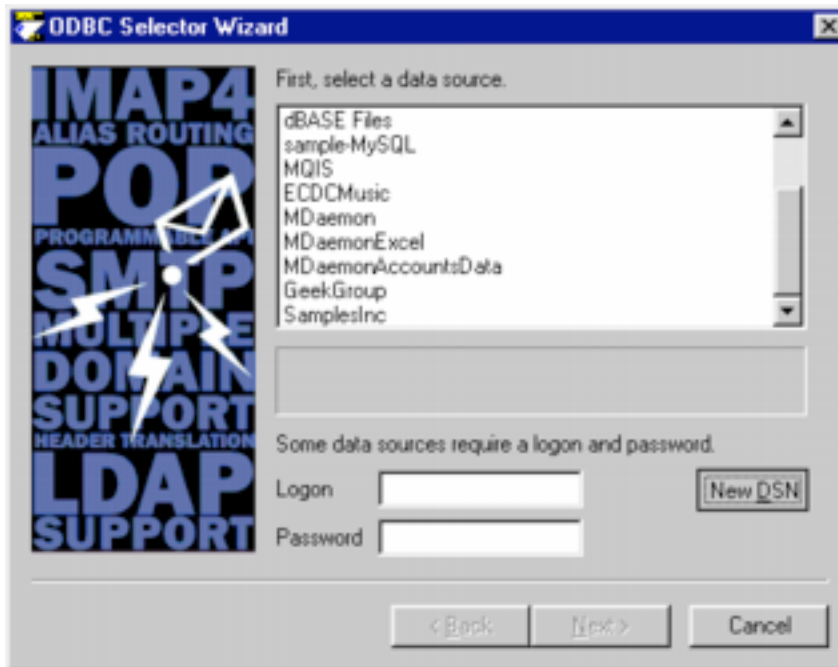 ODBC Selector Wizard
IMAP4
ALIAS ROUTING
POP
PROGRAMMABLE API
SMTP
MULTIPLE
DOMAIN
SUPPORT
HEADER TRANSLATION
LDAP
SUPPORT
First, select a data source.
dBASE Files
sample-MySQL
MQIS
ECDCMusic
MDaemon
MDaemonExcel
MDaemonAccountsData
GeekGroup
SamplesInc
Some data sources require a logon and password.
Logon
New DSN
Password
< Back Next > Cancel